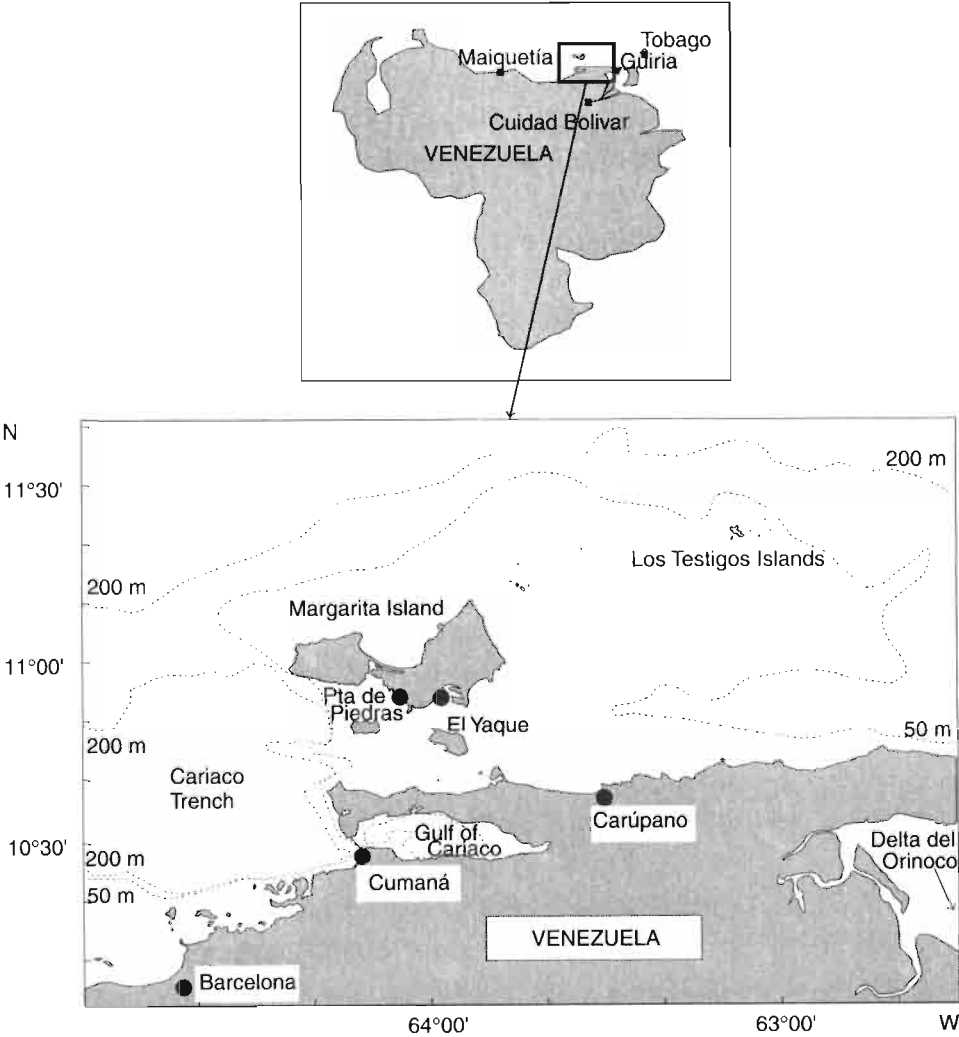 Tobago
Maiquetía
Güiria
Cuidad Bolivar
VENEZUELA
N
200 m
11°30'
Los Testigos Islands
200 m
Margarita Island
11°00'
Pta de
Piedras
El Yaque
50 m
200 m
Cariaco
Trench
Carúpano
Gulf of
Cariaco
Delta del
Orinoco
10°30'
200 m
Cumaná
50 m
VENEZUELA
Barcelona
64°00'
63°00'
W